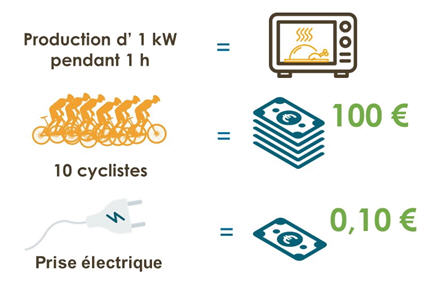 Production d' 1 kW
pendant 1 h
=
100 €
=
10 cyclistes
0,10 €
=
Prise électrique